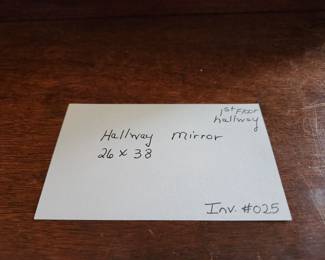 1st Floor
hallway
Hallway mirror
26 x 38
Inv. #025